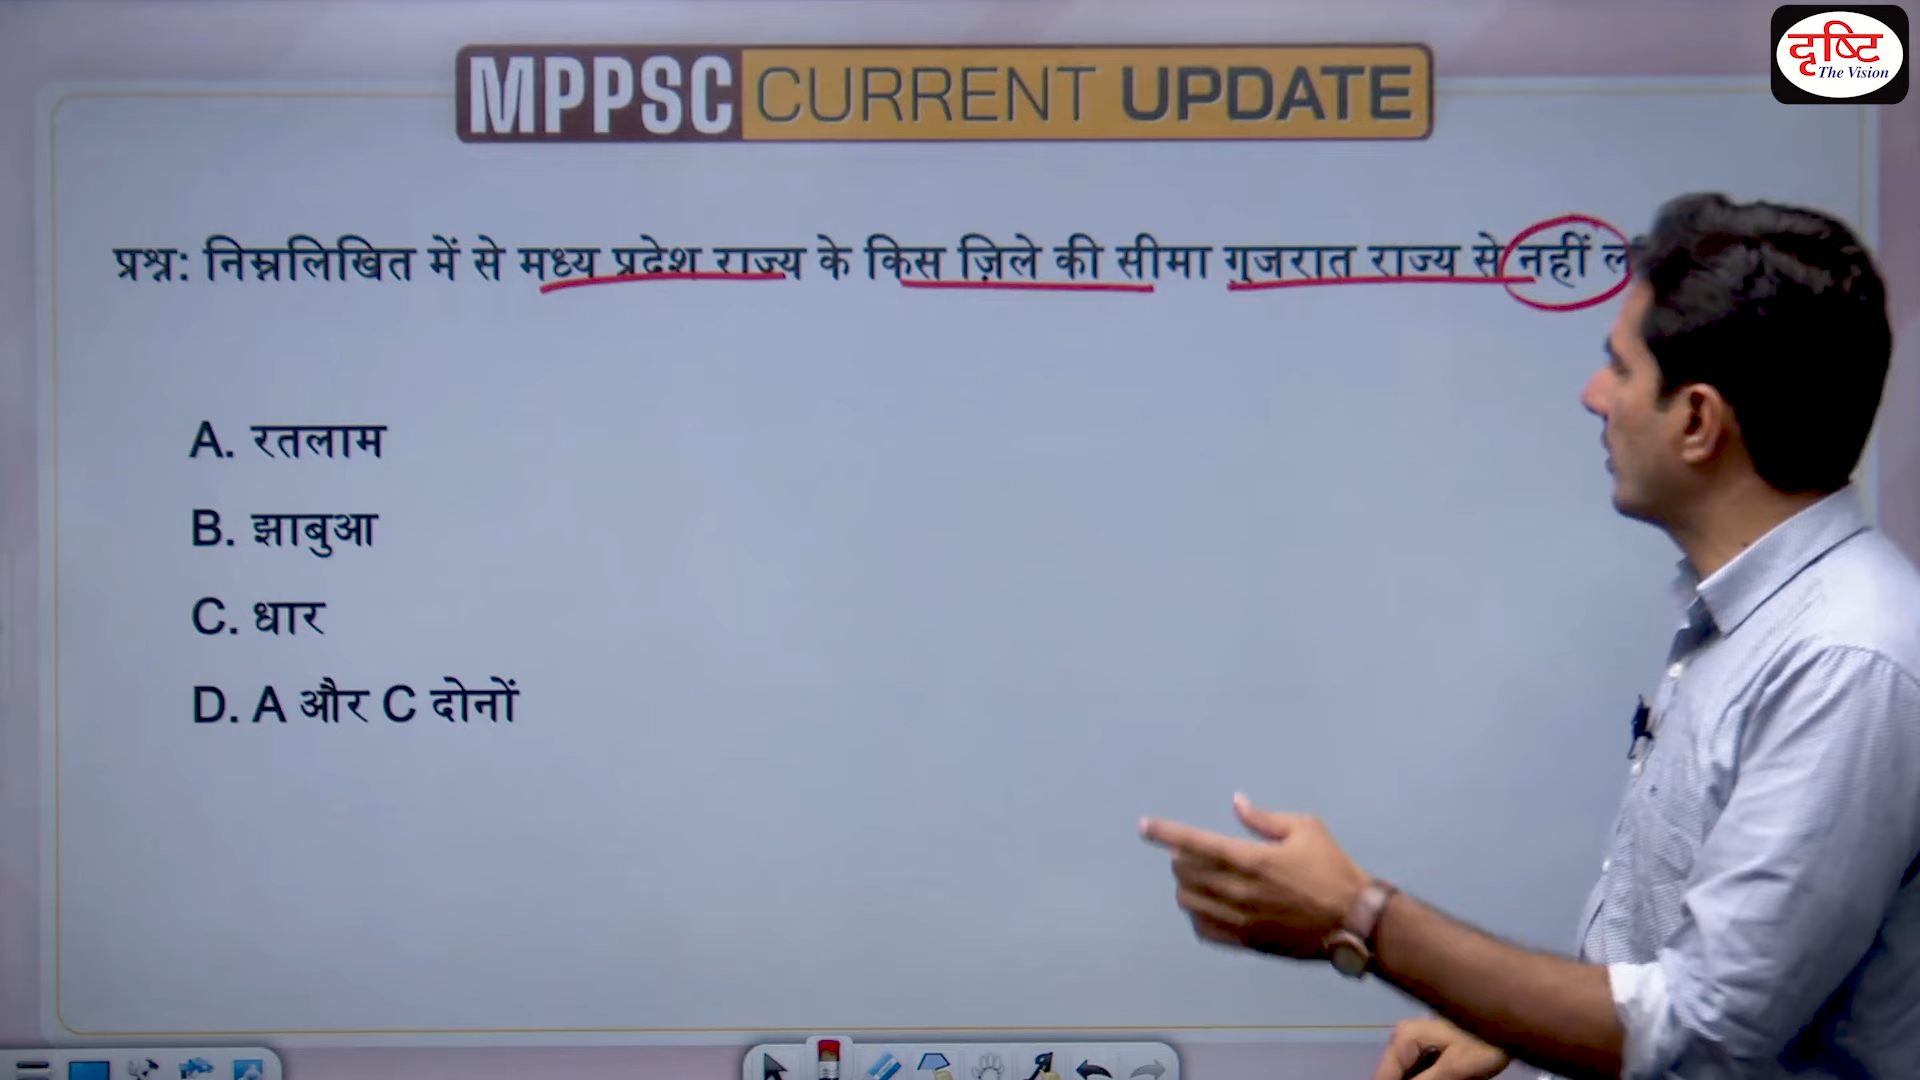 दृष्टि
The Vision
MPPSC CURRENT UPDATE
प्रश्न: निम्नलिखित में से मध्य प्रदेश राज्य के किस ज़िले की सीमा गुजरात राज्य से नहीं
A. रतलाम
B. झाबुआ
C. धार
D. A और C दोनों